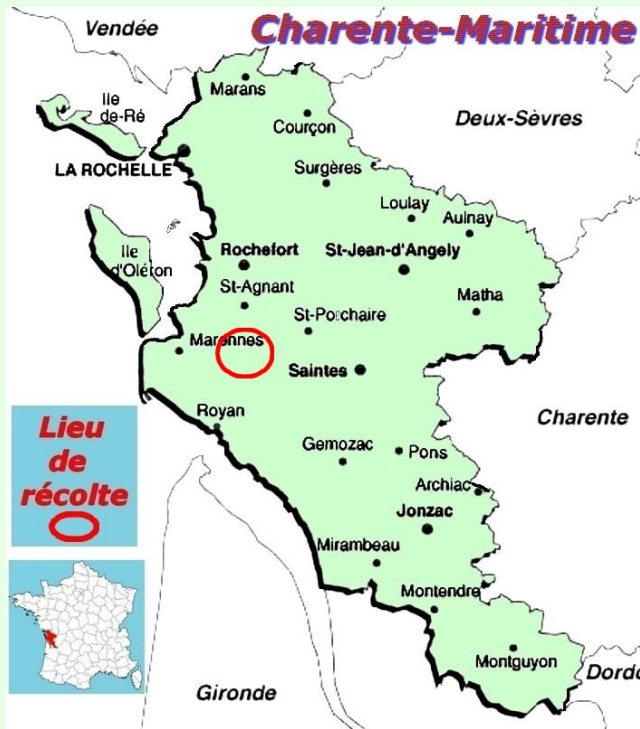 Charente-Maritime
Vendée
Marans
Ile
de-Ré
Courçon
Deux-Sèvres
LA ROCHELLE
Surgères
Loulay
Aulnay
Ile
d'Oléron
Rochefort
St-Jean-d'Angely
St-Agnant
Matha
St-Porchaire
Marennes
Saintes
Royan
Charente
Lieu
de
récolte
Gemozac
Pons
Archiac
Jonzac
Mirambeau
Montendre
Montguyon
Dordo
Gironde